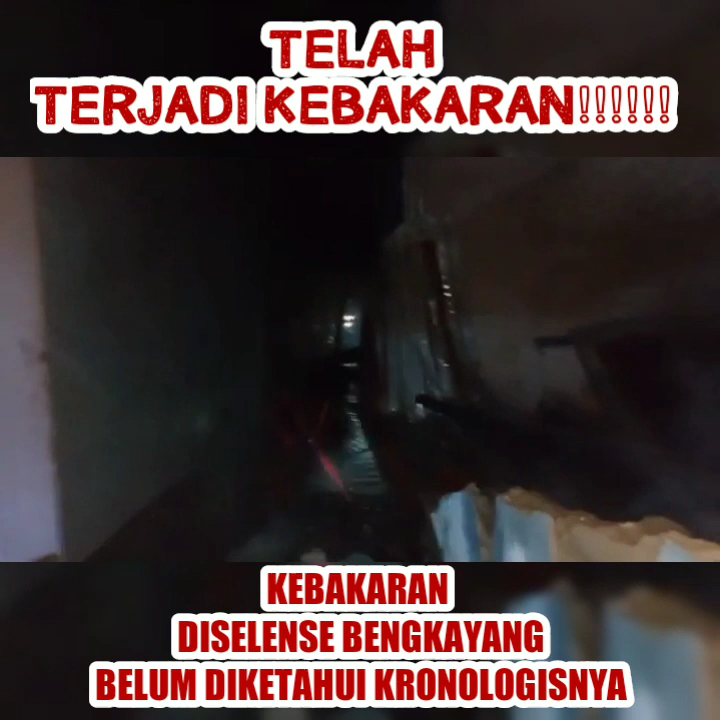 TELAH
TERJADI KEBAKARAN!!!!!!
KEBAKARAN
DISELENSE BENGKAYANG
BELUM DIKETAHUI KRONOLOGISNYA